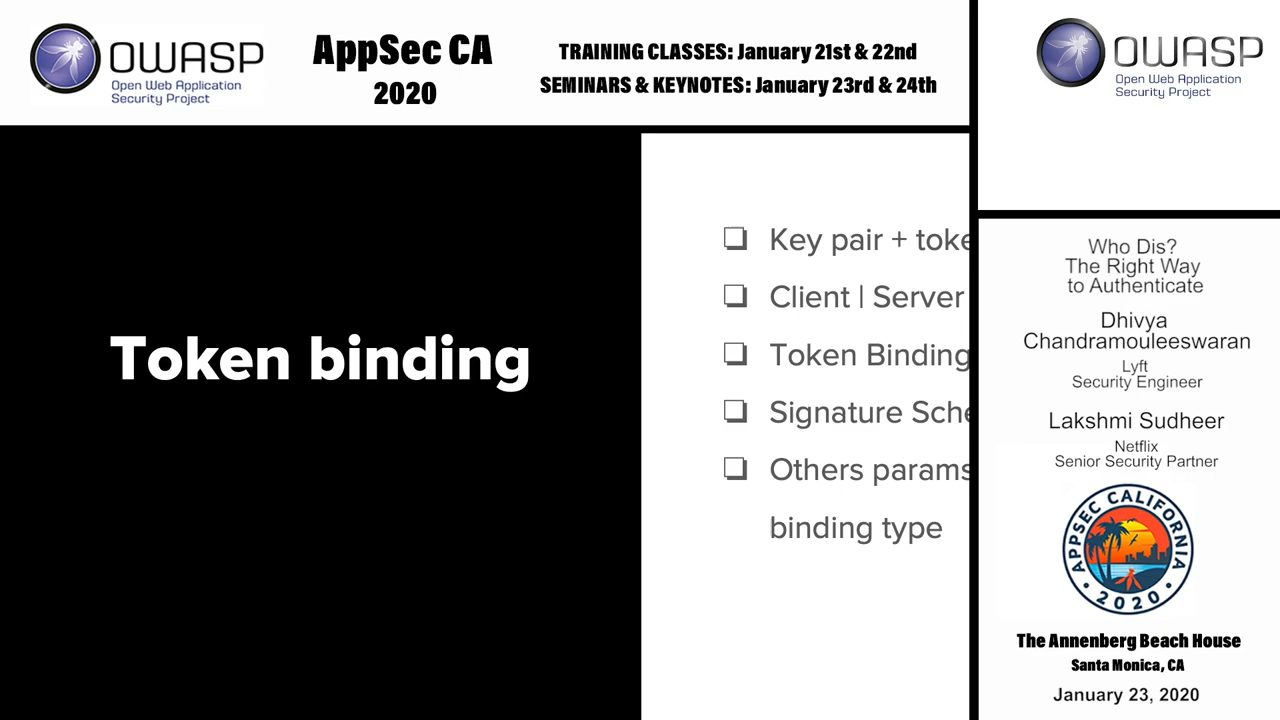 OWASP
Open Web Application
Security Project
AppSec CA
2020
TRAINING CLASSES: January 21st & 22nd
SEMINARS & KEYNOTES: January 23rd & 24th
OWASP
Open Web Application
Security Project
Token binding
Key pair + toke
Client | Server
Token Binding
Signature Sche
Others params
binding type
Who Dis?
The Right Way
to Authenticate
Dhivya
Chandramouleeswaran
Lyft
Security Engineer
Lakshmi Sudheer
Netflix
Senior Security Partner
APPSEC CALIFORNIA
• 2020 •
The Annenberg Beach House
Santa Monica, CA
January 23, 2020